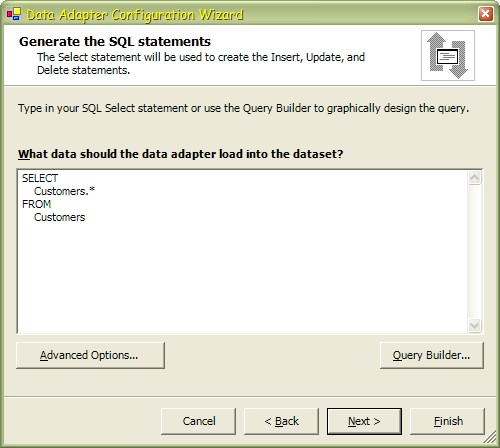 Data Adapter Configuration Wizard
Generate the SQL statements
The Select statement will be used to create the Insert, Update, and
Delete statements.
Type in your SQL Select statement or use the Query Builder to graphically design the query.
What data should the data adapter load into the dataset?
SELECT
Customers.*
FROM
Customers
Advanced Options...
Query Builder...
Cancel
< Back
Next >
Finish